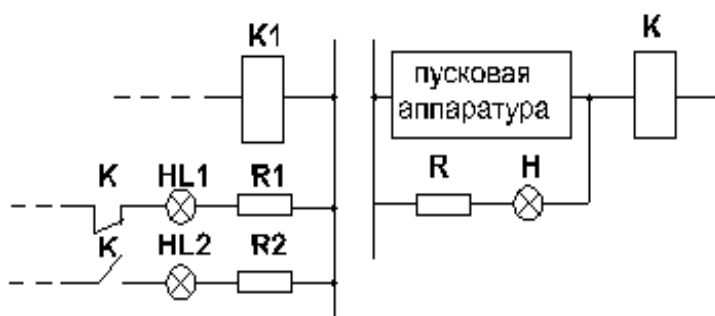 K1
K
пусковая
аппаратура
K HL1 R1
R H
K HL2 R2